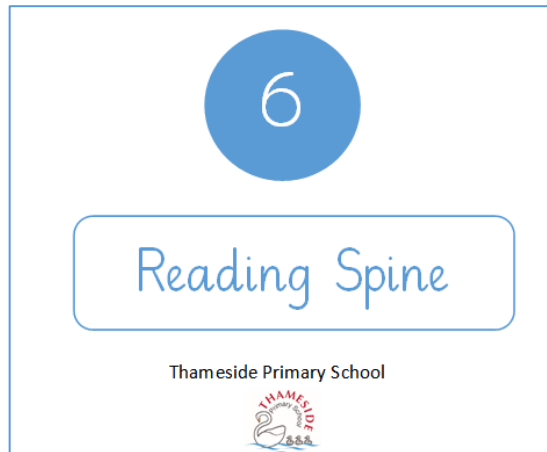 6
Reading Spine
Thameside Primary School
THAMESIDE
Primary School